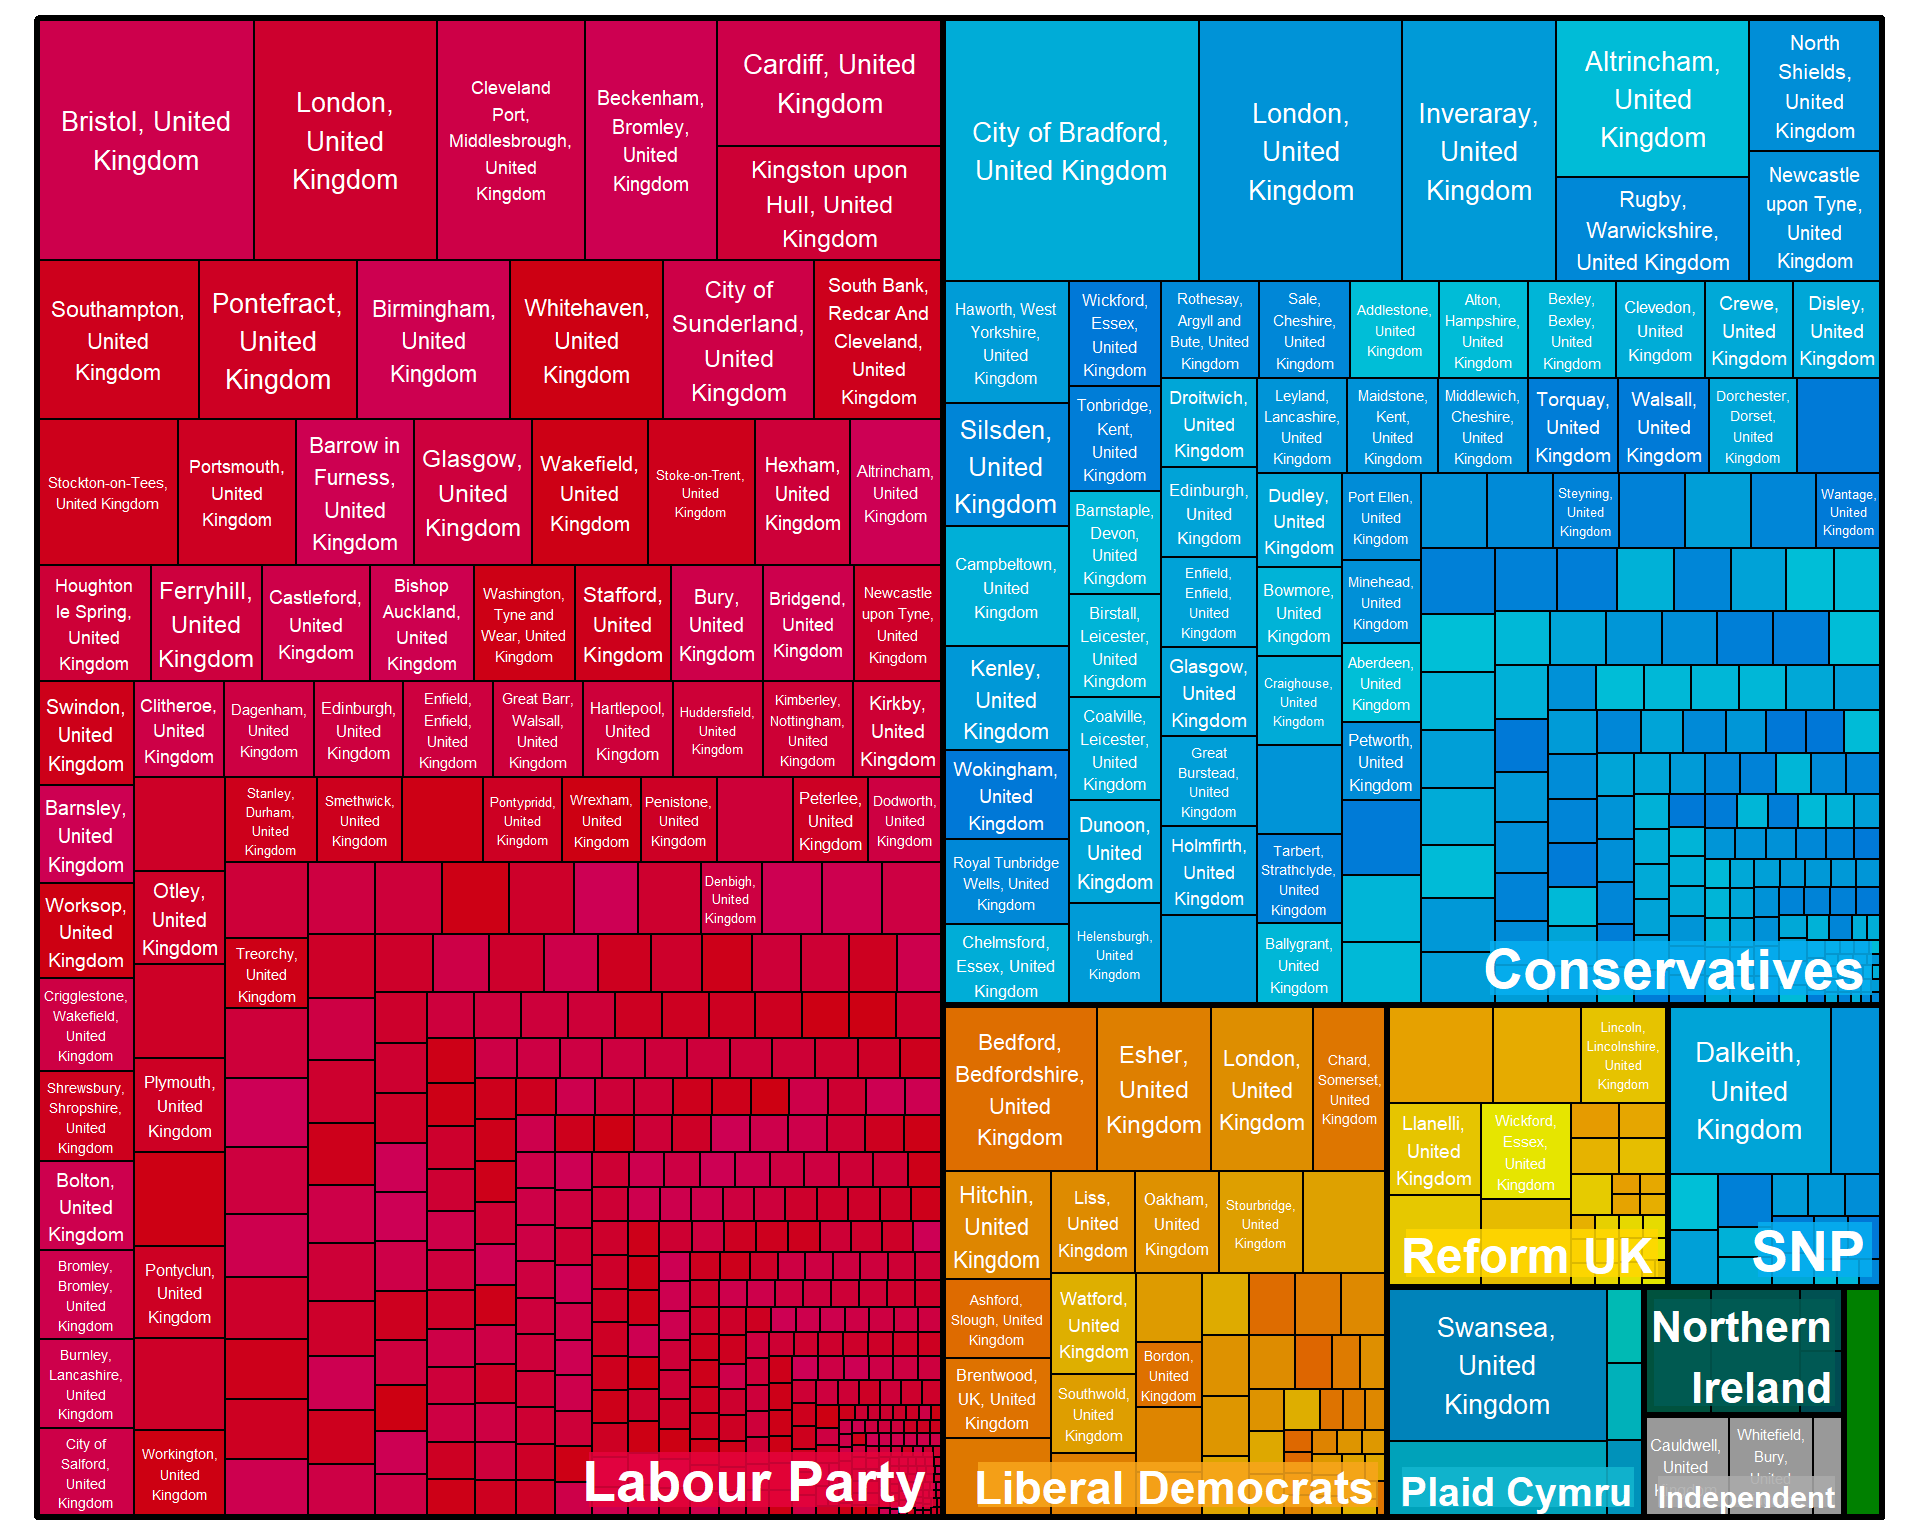 Bristol, United
Kingdom
London,
United
Kingdom
Cleveland
Port,
Middlesbrough,
United
Kingdom
Beckenham,
Bromley,
United
Kingdom
Cardiff, United
Kingdom
Kingston upon
Hull, United
Kingdom
Southampton,
United
Kingdom
Pontefract,
United
Kingdom
Birmingham,
United
Kingdom
Whitehaven,
United
Kingdom
City of
Sunderland,
United
Kingdom
South Bank,
Redcar And
Cleveland,
United
Kingdom
Stockton-on-Tees,
United Kingdom
Portsmouth,
United
Kingdom
Barrow in
Furness,
United
Kingdom
Glasgow,
United
Kingdom
Wakefield,
United
Kingdom
Stoke-on-Trent,
United
Kingdom
Hexham,
United
Kingdom
Altrincham,
United
Kingdom
Houghton
le Spring,
United
Kingdom
Ferryhill,
United
Kingdom
Castleford,
United
Kingdom
Bishop
Auckland,
United
Kingdom
Washington,
Tyne and
Wear, United
Kingdom
Stafford,
United
Kingdom
Bury,
United
Kingdom
Bridgend,
United
Kingdom
Newcastle
upon Tyne,
United
Kingdom
Swindon,
United
Kingdom
Clitheroe,
United
Kingdom
Dagenham,
United
Kingdom
Edinburgh,
United
Kingdom
Enfield,
Enfield,
United
Kingdom
Great Barr,
Walsall,
United
Kingdom
Hartlepool,
United
Kingdom
Huddersfield,
United
Kingdom
Kimberley,
Nottingham,
United
Kingdom
Kirkby,
United
Kingdom
Barnsley,
United
Kingdom
Stanley,
Durham,
United
Kingdom
Smethwick,
United
Kingdom
Pontypridd,
United
Kingdom
Wrexham,
United
Kingdom
Penistone,
United
Kingdom
Peterlee,
United
Kingdom
Dodworth,
United
Kingdom
Worksop,
United
Kingdom
Otley,
United
Kingdom
Denbigh,
United
Kingdom
Treorchy,
United
Kingdom
Crigglestone,
Wakefield,
United
Kingdom
Shrewsbury,
Shropshire,
United
Kingdom
Plymouth,
United
Kingdom
Bolton,
United
Kingdom
Bromley,
Bromley,
United
Kingdom
Pontyclun,
United
Kingdom
Burnley,
Lancashire,
United
Kingdom
City of
Salford,
United
Kingdom
Workington,
United
Kingdom
Labour Party
City of Bradford,
United Kingdom
London,
United
Kingdom
Inveraray,
United
Kingdom
Altrincham,
United
Kingdom
Rugby,
Warwickshire,
United Kingdom
North
Shields,
United
Kingdom
Newcastle
upon Tyne,
United
Kingdom
Haworth, West
Yorkshire,
United
Kingdom
Wickford,
Essex,
United
Kingdom
Rothesay,
Argyll and
Bute, United
Kingdom
Sale,
Cheshire,
United
Kingdom
Addlestone,
United
Kingdom
Alton,
Hampshire,
United
Kingdom
Bexley,
Bexley,
United
Kingdom
Clevedon,
United
Kingdom
Crewe,
United
Kingdom
Disley,
United
Kingdom
Silsden,
United
Kingdom
Tonbridge,
Kent,
United
Kingdom
Droitwich,
United
Kingdom
Leyland,
Lancashire,
United
Kingdom
Maidstone,
Kent,
United
Kingdom
Middlewich,
Cheshire,
United
Kingdom
Torquay,
United
Kingdom
Walsall,
United
Kingdom
Dorchester,
Dorset,
United
Kingdom
Campbeltown,
United
Kingdom
Barnstaple,
Devon,
United
Kingdom
Edinburgh,
United
Kingdom
Dudley,
United
Kingdom
Port Ellen,
United
Kingdom
Steyning,
United
Kingdom
Wantage,
United
Kingdom
Enfield,
Enfield,
United
Kingdom
Bowmore,
United
Kingdom
Minehead,
United
Kingdom
Birstall,
Leicester,
United
Kingdom
Kenley,
United
Kingdom
Glasgow,
United
Kingdom
Craighouse,
United
Kingdom
Aberdeen,
United
Kingdom
Coalville,
Leicester,
United
Kingdom
Petworth,
United
Kingdom
Wokingham,
United
Kingdom
Great
Burstead,
United
Kingdom
Dunoon,
United
Kingdom
Holmfirth,
United
Kingdom
Tarbert,
Strathclyde,
United
Kingdom
Royal Tunbridge
Wells, United
Kingdom
Chelmsford,
Essex, United
Kingdom
Helensburgh,
United
Kingdom
Ballygrant,
United
Kingdom
Conservatives
Bedford,
Bedfordshire,
United
Kingdom
Esher,
United
Kingdom
London,
United
Kingdom
Chard,
Somerset,
United
Kingdom
Hitchin,
United
Kingdom
Liss,
United
Kingdom
Oakham,
United
Kingdom
Stourbridge,
United
Kingdom
Ashford,
Slough, United
Kingdom
Watford,
United
Kingdom
Bordon,
United
Kingdom
Brentwood,
UK, United
Kingdom
Southwold,
United
Kingdom
Liberal Democrats
Lincoln,
Lincolnshire,
United
Kingdom
Llanelli,
United
Kingdom
Wickford,
Essex,
United
Kingdom
Reform UK
Dalkeith,
United
Kingdom
SNP
Swansea,
United
Kingdom
Plaid Cymru
Northern
Ireland
Cauldwell,
United
Whitefield,
Bury,
United
Independent